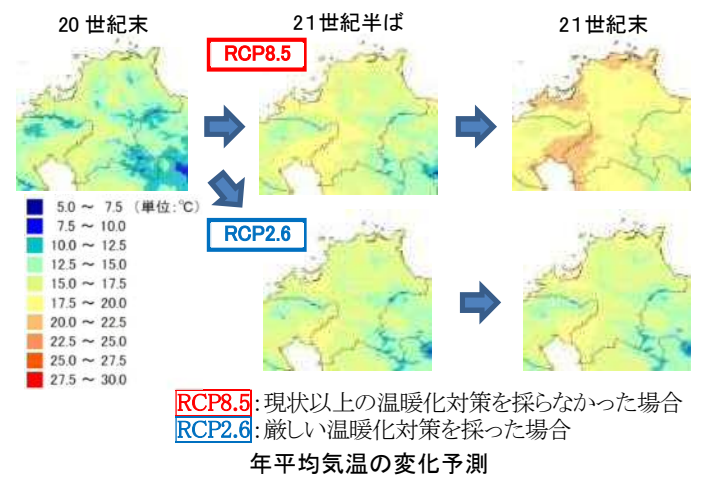 20 世紀末
21世紀半ば
21世紀末
RCP8.5
RCP2.6
5.0 ～ 7.5 (単位:℃)
7.5 ～ 10.0
10.0 ～ 12.5
12.5 ～ 15.0
15.0 ～ 17.5
17.5 ～ 20.0
20.0 ～ 22.5
22.5 ～ 25.0
25.0 ～ 27.5
27.5 ～ 30.0
RCP8.5:現状以上の温暖化対策を採らなかった場合
RCP2.6:厳しい温暖化対策を採った場合
年平均気温の変化予測